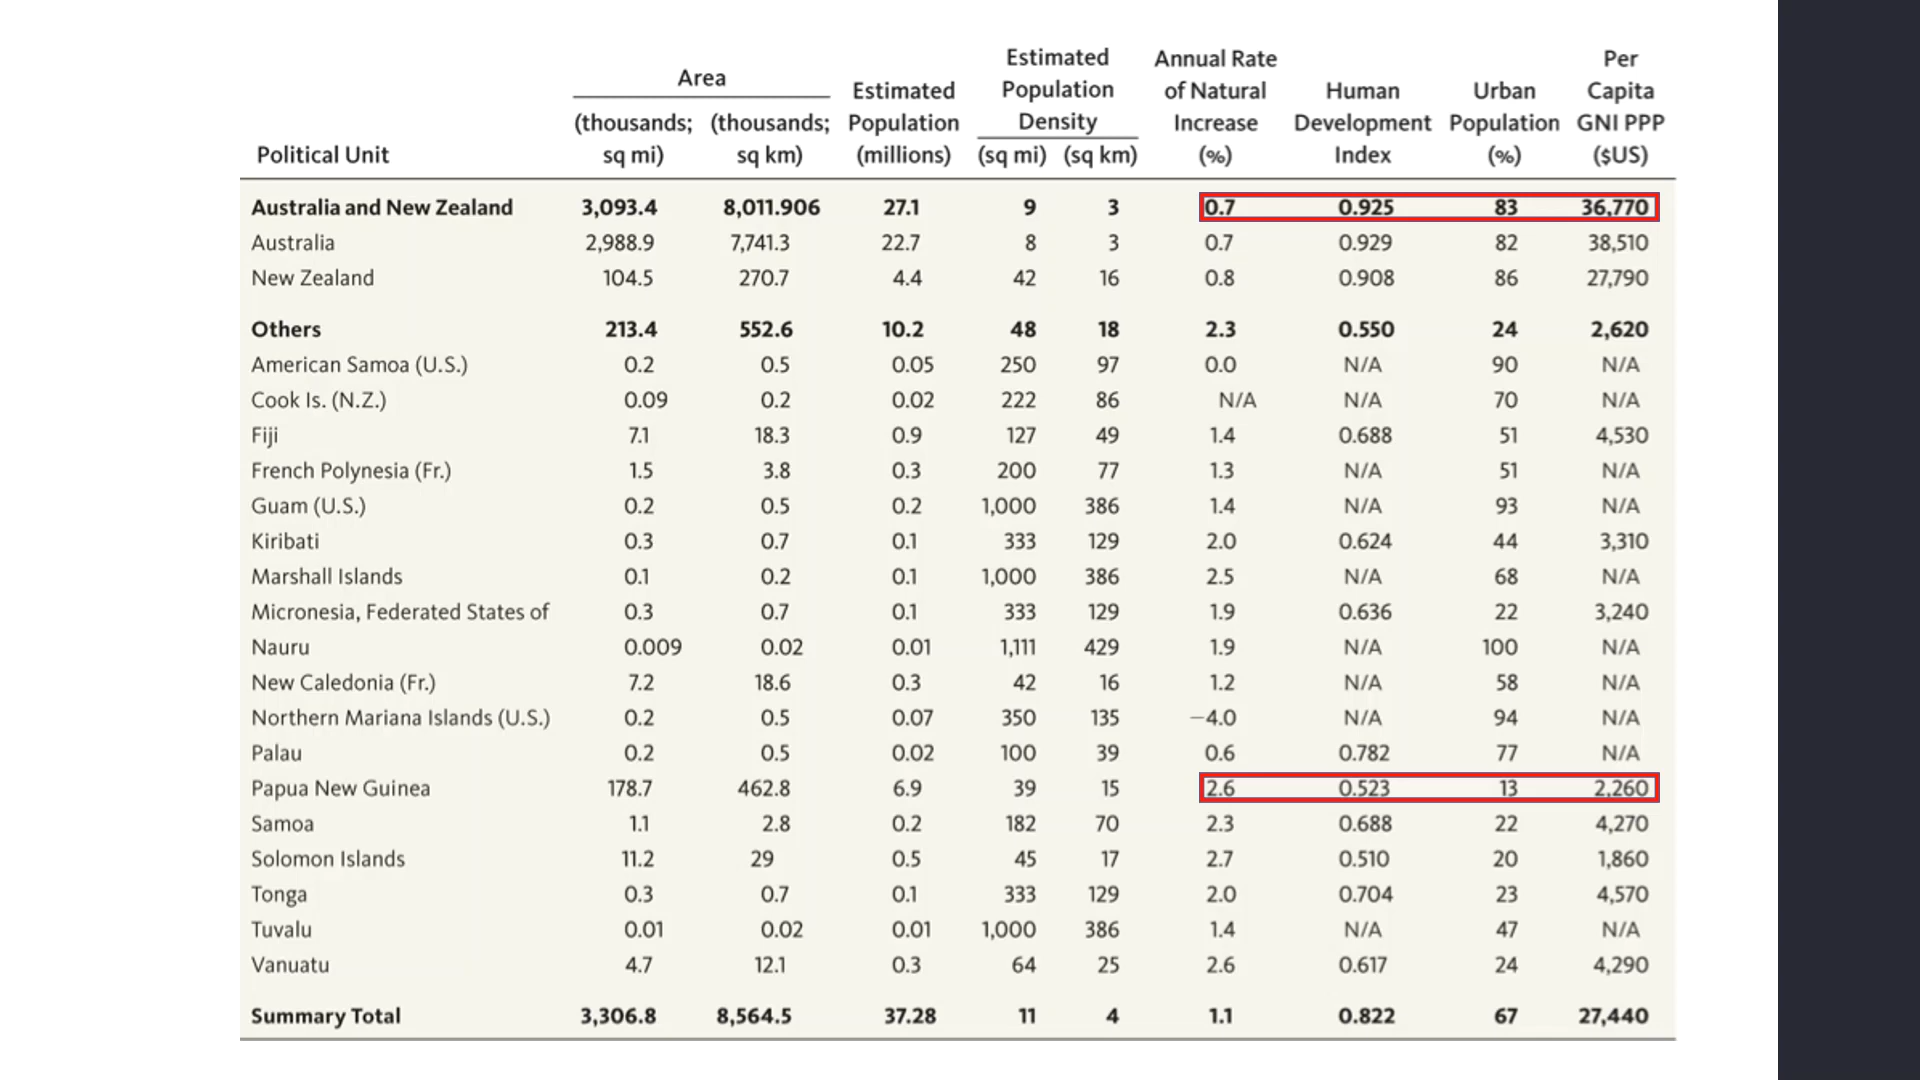 Political Unit Area (thousands; sq mi) (thousands; sq km) Estimated Population (millions) Estimated Population Density (sq mi) (sq km) Annual Rate of Natural Increase (%) Human Development Index Urban Population (%) Per Capita GNI PPP ($US)
Australia and New Zealand 3,093.4 8,011.906 27.1 9 3 0.7 0.925 83 36,770
Australia 2,988.9 7,741.3 22.7 8 3 0.7 0.929 82 38,510
New Zealand 104.5 270.7 4.4 42 16 0.8 0.908 86 27,790
Others 213.4 552.6 10.2 48 18 2.3 0.550 24 2,620
American Samoa (U.S.) 0.2 0.5 0.05 250 97 0.0 N/A 90 N/A
Cook Is. (N.Z.) 0.09 0.2 0.02 222 86 N/A N/A 70 N/A
Fiji 7.1 18.3 0.9 127 49 1.4 0.688 51 4,530
French Polynesia (Fr.) 1.5 3.8 0.3 200 77 1.3 N/A 51 N/A
Guam (U.S.) 0.2 0.5 0.2 1,000 386 1.4 N/A 93 N/A
Kiribati 0.3 0.7 0.1 333 129 2.0 0.624 44 3,310
Marshall Islands 0.1 0.2 0.1 1,000 386 2.5 N/A 68 N/A
Micronesia, Federated States of 0.3 0.7 0.1 333 129 1.9 0.636 22 3,240
Nauru 0.009 0.02 0.01 1,111 429 1.9 N/A 100 N/A
New Caledonia (Fr.) 7.2 18.6 0.3 42 16 1.2 N/A 58 N/A
Northern Mariana Islands (U.S.) 0.2 0.5 0.07 350 135 −4.0 N/A 94 N/A
Palau 0.2 0.5 0.02 100 39 0.6 0.782 77 N/A
Papua New Guinea 178.7 462.8 6.9 39 15 2.6 0.523 13 2,260
Samoa 1.1 2.8 0.2 182 70 2.3 0.688 22 4,270
Solomon Islands 11.2 29 0.5 45 17 2.7 0.510 20 1,860
Tonga 0.3 0.7 0.1 333 129 2.0 0.704 23 4,570
Tuvalu 0.01 0.02 0.01 1,000 386 1.4 N/A 47 N/A
Vanuatu 4.7 12.1 0.3 64 25 2.6 0.617 24 4,290
Summary Total 3,306.8 8,564.5 37.28 11 4 1.1 0.822 67 27,440